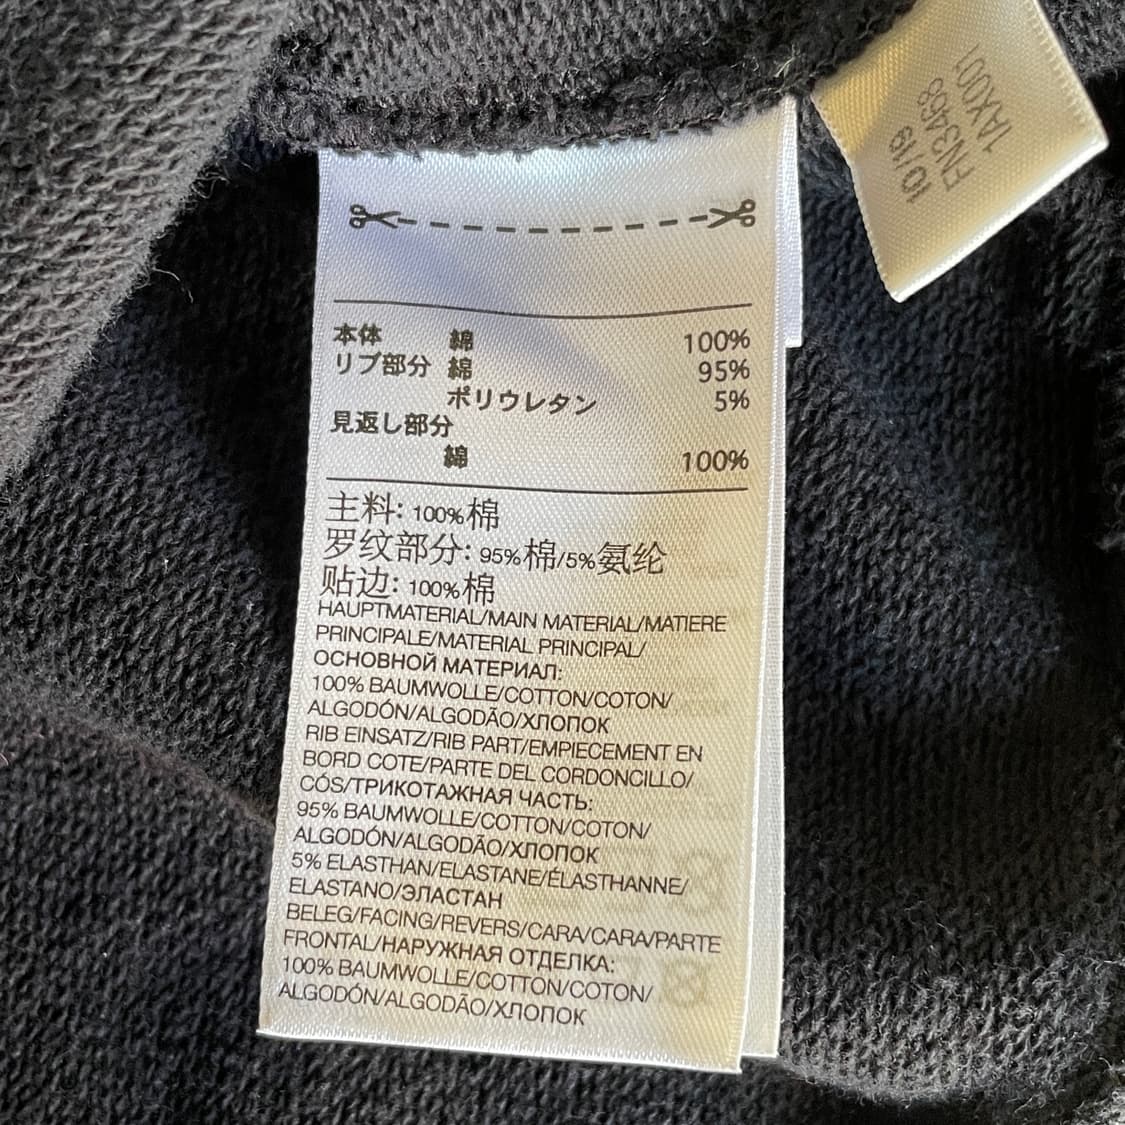 本体 綿 100%
リブ部分 綿 95%
ポリウレタン 5%
見返し部分
綿 100%
主料: 100%棉
罗纹部分: 95%棉/5%氨纶
贴边: 100%棉
HAUPTMATERIAL/MAIN MATERIAL/MATIERE
PRINCIPALE/MATERIAL PRINCIPAL/
ОСНОВНОЙ МАТЕРИАЛ:
100% BAUMWOLLE/COTTON/COTON/
ALGODÓN/ALGODÃO/ХЛОПОК
RIB EINSATZ/RIB PART/EMPIECEMENT EN
BORD COTE/PARTE DEL CORDONCILLO/
CÓS/ТРИКОТАЖНАЯ ЧАСТЬ:
95% BAUMWOLLE/COTTON/COTON/
ALGODÓN/ALGODÃO/ХЛОПОК
5% ELASTHAN/ELASTANE/ÉLASTHANNE/
ELASTANO/ЭЛАСТАН
BELEG/FACING/REVERS/CARA/CARA/PARTE
FRONTAL/НАРУЖНАЯ ОТДЕЛКА:
100% BAUMWOLLE/COTTON/COTON/
ALGODÓN/ALGODÃO/ХЛОПОК
10/19
FN3468
1AX001